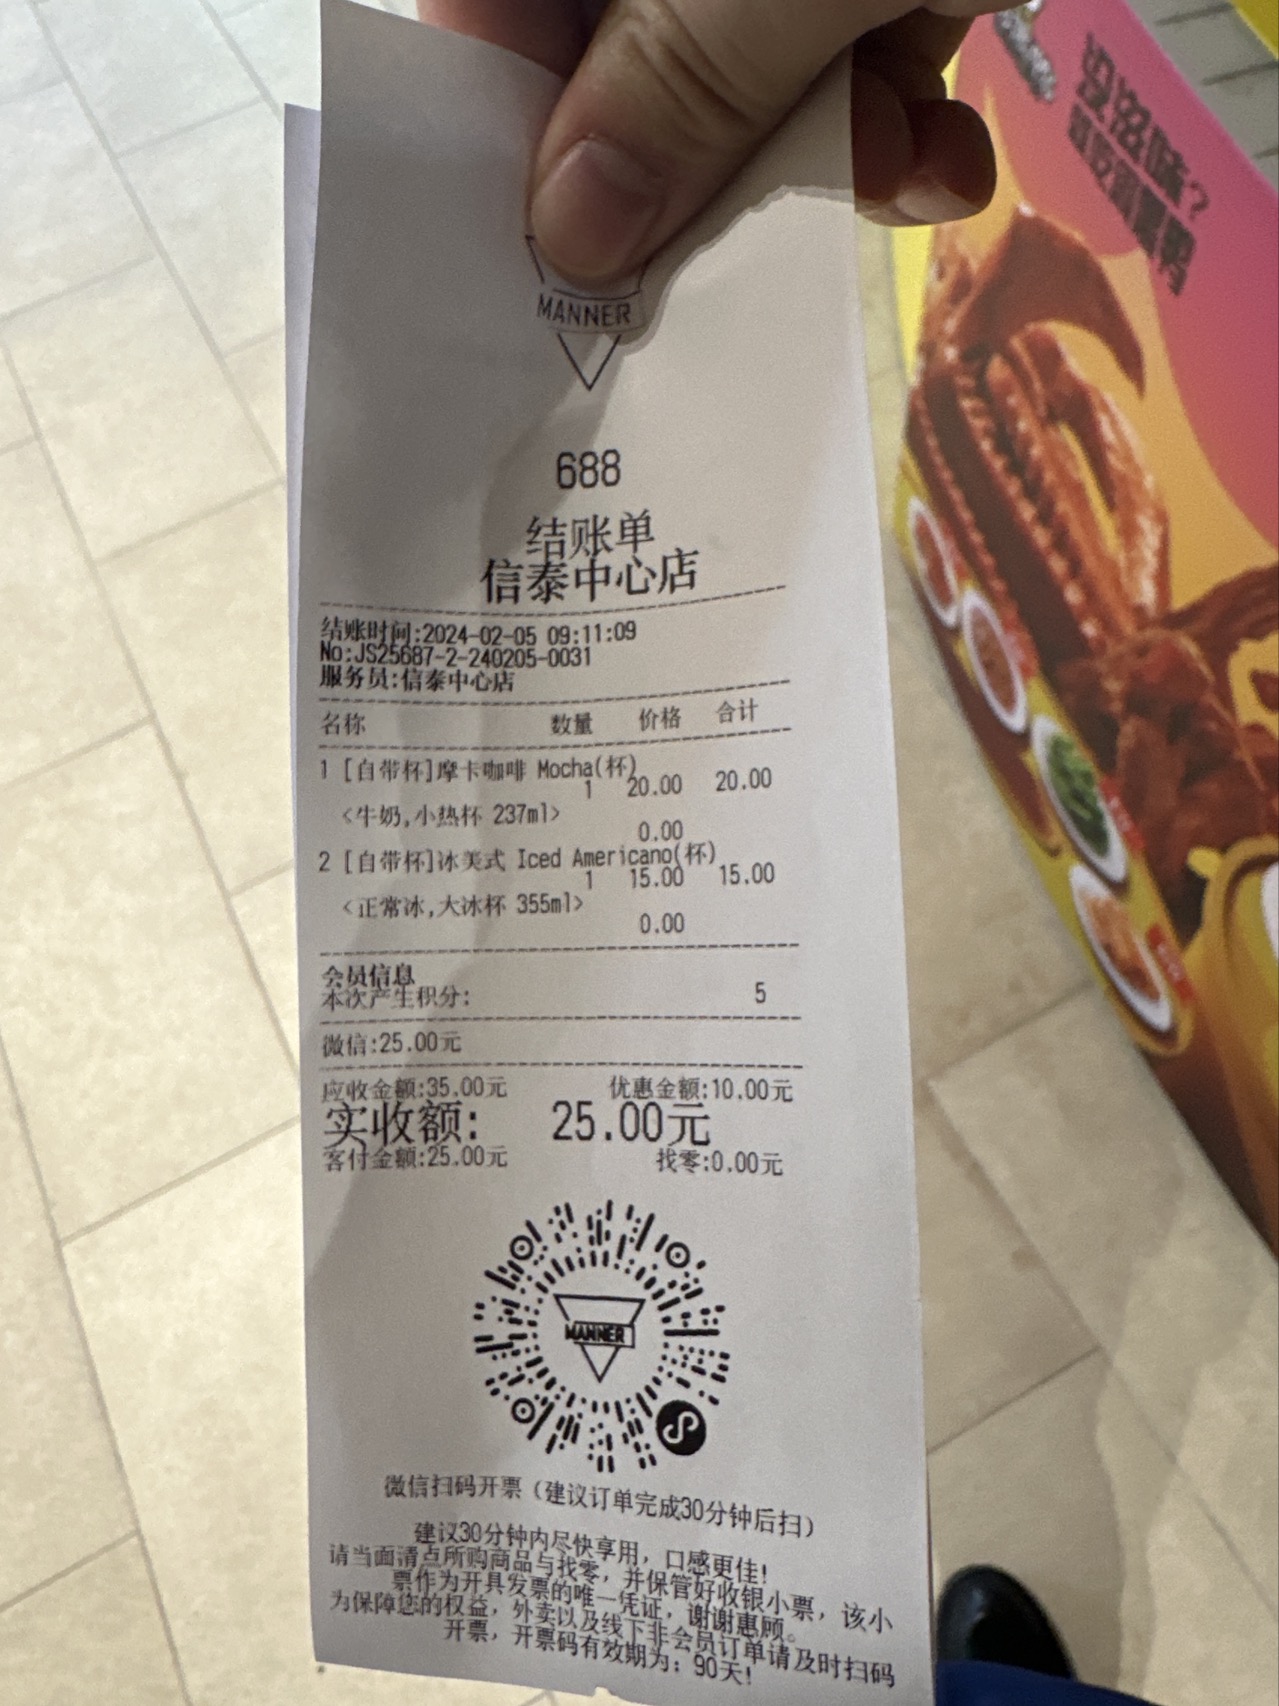 MANNER
688
结账单
信泰中心店
结账时间:2024-02-05 09:11:09
No:JS25687-2-240205-0031
服务员:信泰中心店
名称 数量 价格 合计
1 [自带杯]摩卡咖啡 Mocha(杯)
1 20.00 20.00
<牛奶,小热杯 237ml>
0.00
2 [自带杯]冰美式 Iced Americano(杯)
1 15.00 15.00
<正常冰,大冰杯 355ml>
0.00
会员信息
本次产生积分: 5
微信:25.00元
应收金额:35.00元 优惠金额:10.00元
实收额: 25.00元
客付金额:25.00元 找零:0.00元
MANNER
微信扫码开票（建议订单完成30分钟后扫）
建议30分钟内尽快享用，口感更佳!
请当面清点所购商品与找零，并保管好收银小票，该小
票作为开具发票的唯一凭证，谢谢惠顾。
为保障您的权益，外卖以及线下非会员订单请及时扫码
开票，开票码有效期为：90天!
没滋味?